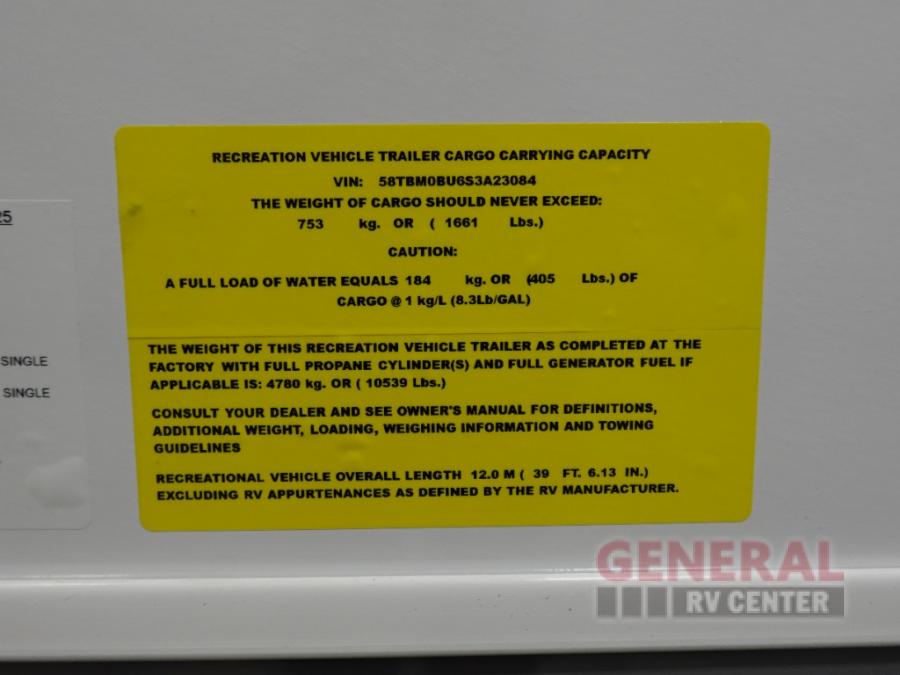 RECREATION VEHICLE TRAILER CARGO CARRYING CAPACITY
VIN: 58TBM0BU6S3A23084
THE WEIGHT OF CARGO SHOULD NEVER EXCEED:
753 kg. OR ( 1661 Lbs.)
CAUTION:
A FULL LOAD OF WATER EQUALS 184 kg. OR (405 Lbs.) OF
CARGO @ 1 kg/L (8.3Lb/GAL)
THE WEIGHT OF THIS RECREATION VEHICLE TRAILER AS COMPLETED AT THE
FACTORY WITH FULL PROPANE CYLINDER(S) AND FULL GENERATOR FUEL IF
APPLICABLE IS: 4780 kg. OR ( 10539 Lbs.)
CONSULT YOUR DEALER AND SEE OWNER'S MANUAL FOR DEFINITIONS,
ADDITIONAL WEIGHT, LOADING, WEIGHING INFORMATION AND TOWING
GUIDELINES
RECREATIONAL VEHICLE OVERALL LENGTH 12.0 M ( 39 FT. 6.13 IN.)
EXCLUDING RV APPURTENANCES AS DEFINED BY THE RV MANUFACTURER.
25
SINGLE
SINGLE
GENERAL
RV CENTER